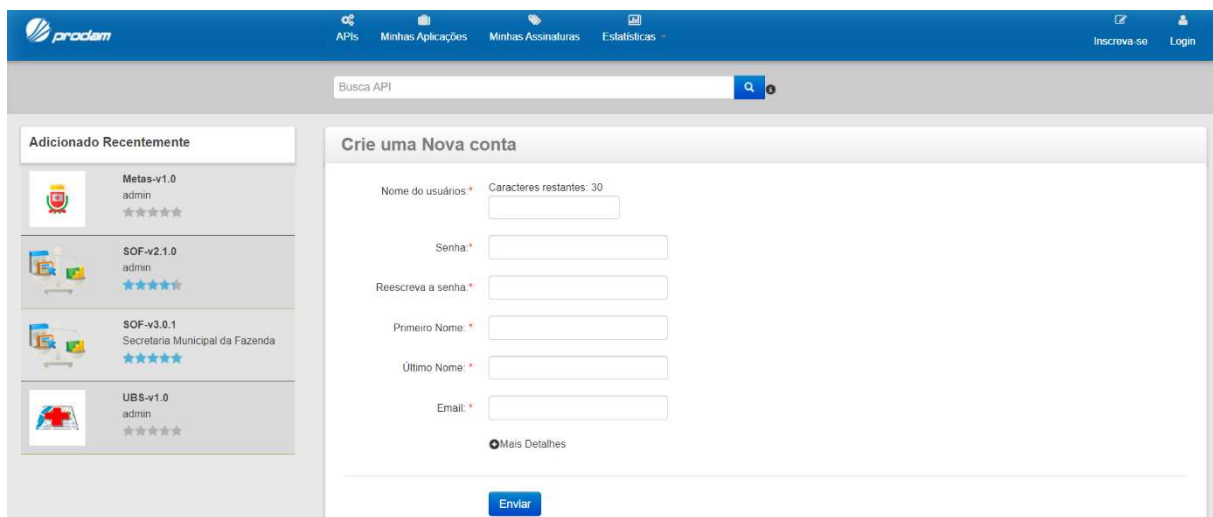 prodam
APIs
Minhas Aplicações
Minhas Assinaturas
Estatísticas
Inscreva-se
Login
Busca API
Adicionado Recentemente
Metas-v1.0
admin
SOF-v2.1.0
admin
SOF-v3.0.1
Secretaria Municipal da Fazenda
UBS-v1.0
admin
Crie uma Nova conta
Nome do usuários:*
Caracteres restantes: 30
Senha:*
Reescreva a senha:*
Primeiro Nome: *
Último Nome: *
Email: *
Mais Detalhes
Enviar